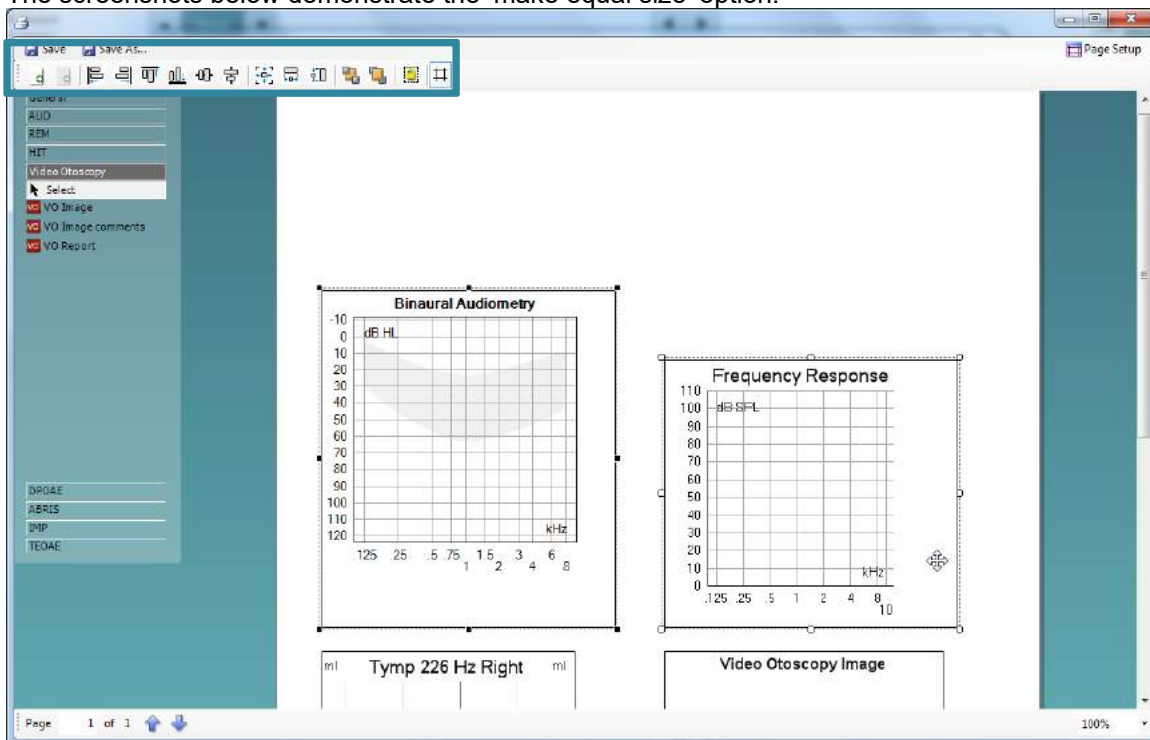 The screenshots below demonstrate the 'make equal size' option.
Save Save As...
Page Setup
General
AUD
REM
HIT
Video Otoscopy
Select
VO VO Image
VO VO Image comments
VO VO Report
DPOAE
ABRIS
IMP
TEOAE
Binaural Audiometry
-10
0 dB HL
10
20
30
40
50
60
70
80
90
100
110 kHz
120
.125 .25 .5 .75 1 1.5 2 3 4 6 8
Frequency Response
110
100 dB SPL
90
80
70
60
50
40
30
20
10 kHz
0
.125 .25 .5 1 2 4 8
10
ml Tymp 226 Hz Right ml
Video Otoscopy Image
Page 1 of 1
100%